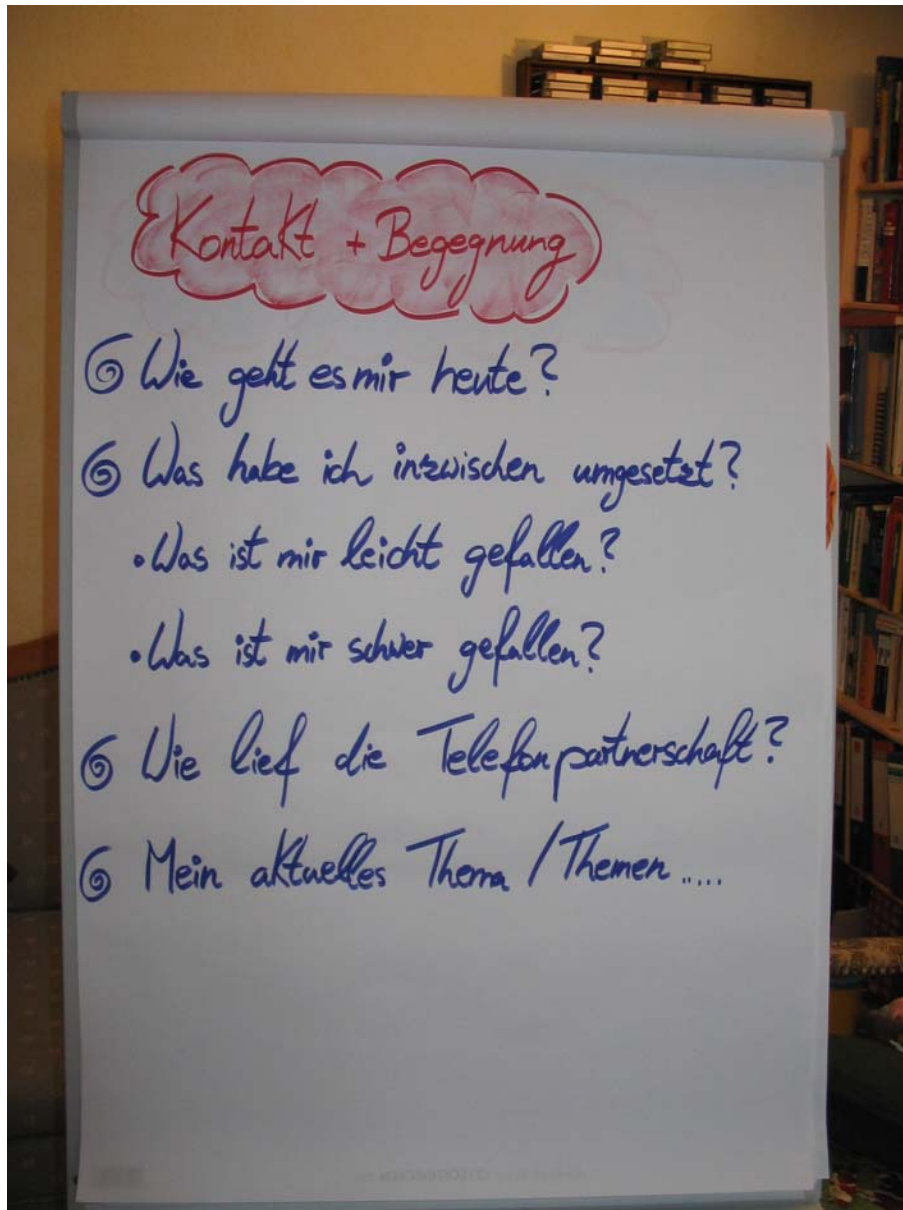 Kontakt + Begegnung
Wie geht es mir heute?
Was habe ich inzwischen umgesetzt?
•Was ist mir leicht gefallen?
•Was ist mir schwer gefallen?
Wie lief die Telefonpartnerschaft?
Mein aktuelles Thema / Themen .....